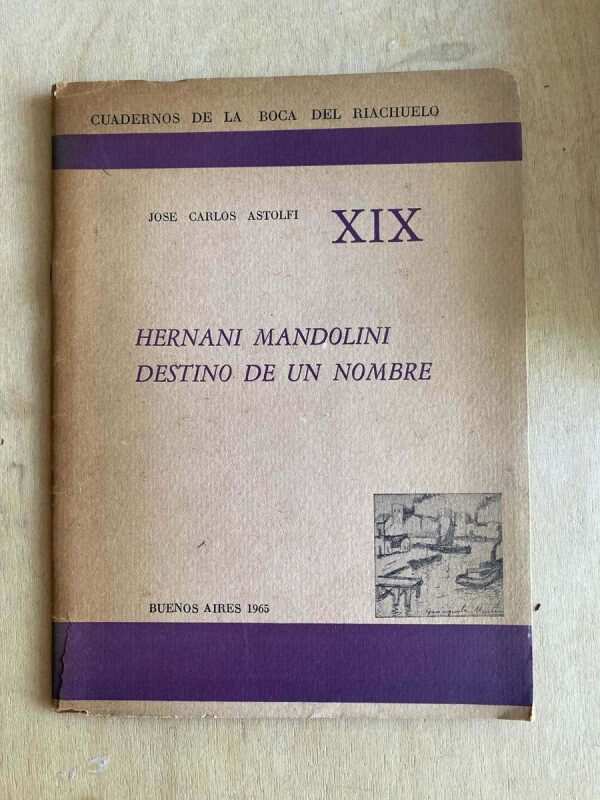 CUADERNOS DE LA BOCA DEL RIACHUELO
JOSE CARLOS ASTOLFI
XIX
HERNANI MANDOLINI
DESTINO DE UN NOMBRE
BUENOS AIRES 1965